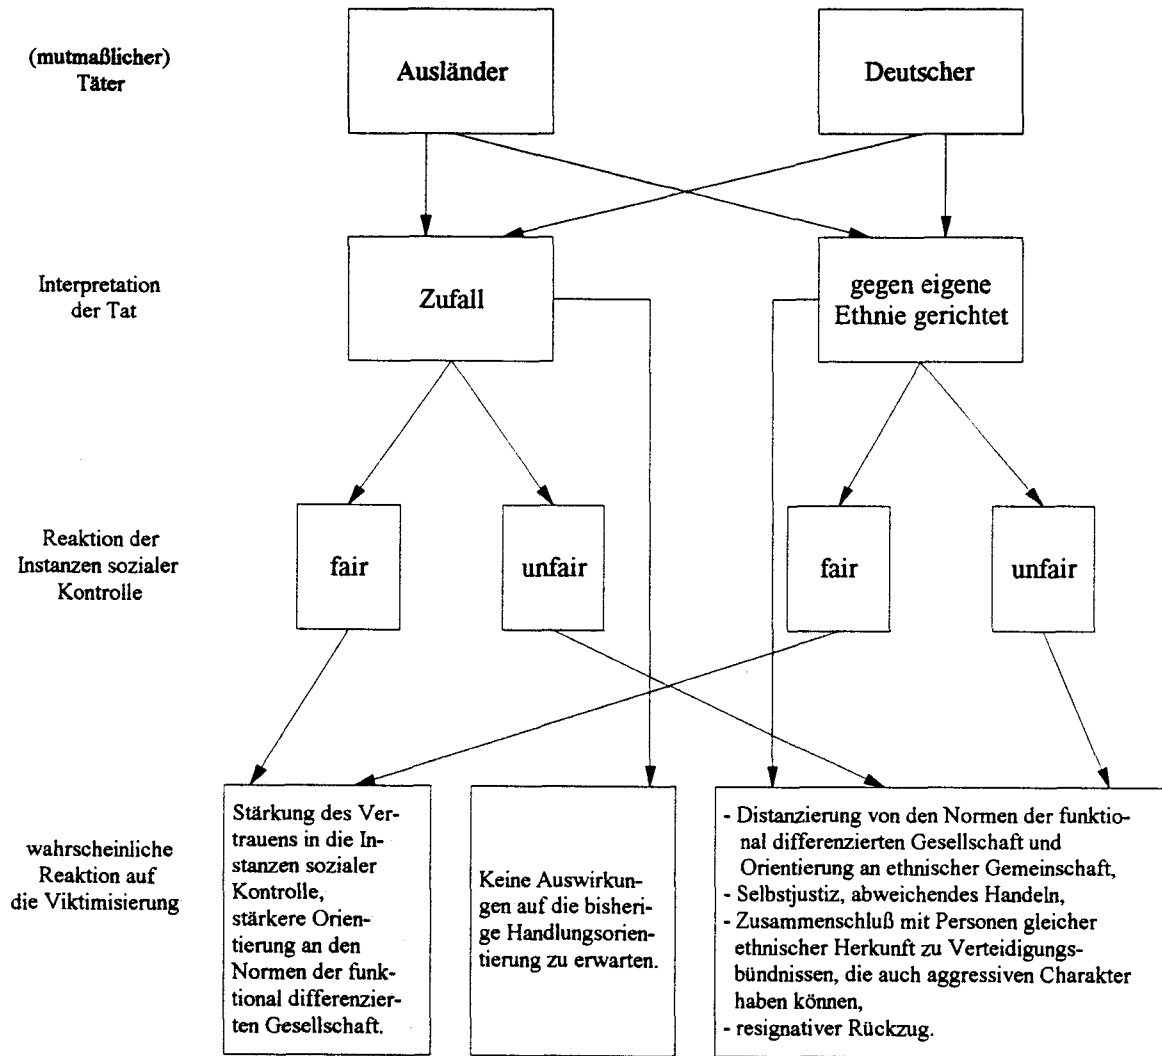 (mutmaßlicher)
Täter
Ausländer
Deutscher
Interpretation
der Tat
Zufall
gegen eigene
Ethnie gerichtet
Reaktion der
Instanzen sozialer
Kontrolle
fair
unfair
fair
unfair
wahrscheinliche
Reaktion auf
die Viktimisierung
Stärkung des Ver-
trauens in die In-
stanzen sozialer
Kontrolle,
stärkere Orien-
tierung an den
Normen der funk-
tional differenzier-
ten Gesellschaft.
Keine Auswirkun-
gen auf die bisheri-
ge Handlungsorien-
tierung zu erwarten.
- Distanzierung von den Normen der funktio-
nal differenzierten Gesellschaft und
Orientierung an ethnischer Gemeinschaft,
- Selbstjustiz, abweichendes Handeln,
- Zusammenschluß mit Personen gleicher
ethnischer Herkunft zu Verteidigungs-
bündnissen, die auch aggressiven Charakter
haben können,
- resignativer Rückzug.